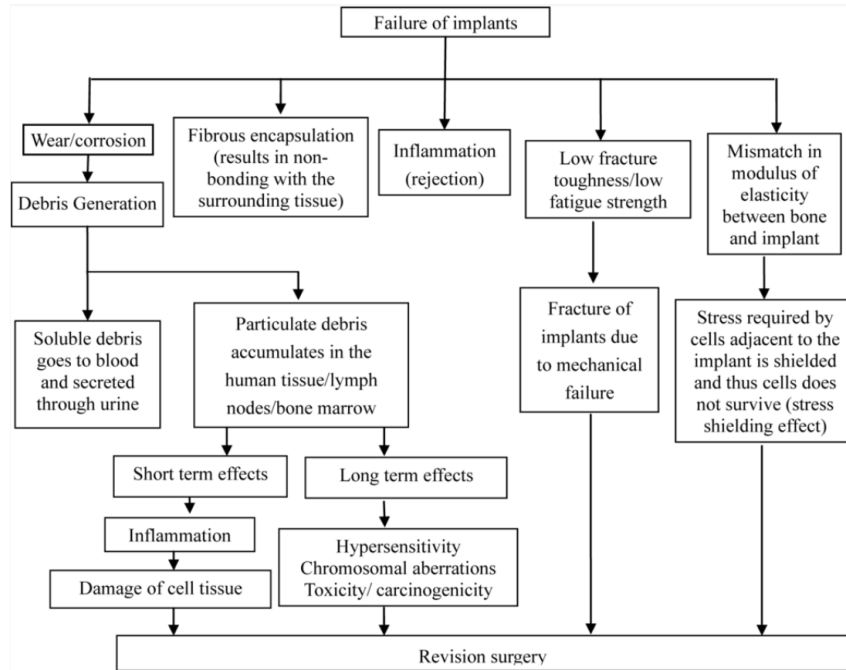 Failure of implants
Wear/corrosion
Fibrous encapsulation
(results in non-
bonding with the
surrounding tissue)
Inflammation
(rejection)
Low fracture
toughness/low
fatigue strength
Mismatch in
modulus of
elasticity
between bone
and implant
Debris Generation
Soluble debris
goes to blood
and secreted
through urine
Particulate debris
accumulates in the
human tissue/lymph
nodes/bone marrow
Fracture of
implants due
to mechanical
failure
Stress required by
cells adjacent to the
implant is shielded
and thus cells does
not survive (stress
shielding effect)
Short term effects
Long term effects
Inflammation
Hypersensitivity
Chromosomal aberrations
Toxicity/ carcinogenicity
Damage of cell tissue
Revision surgery